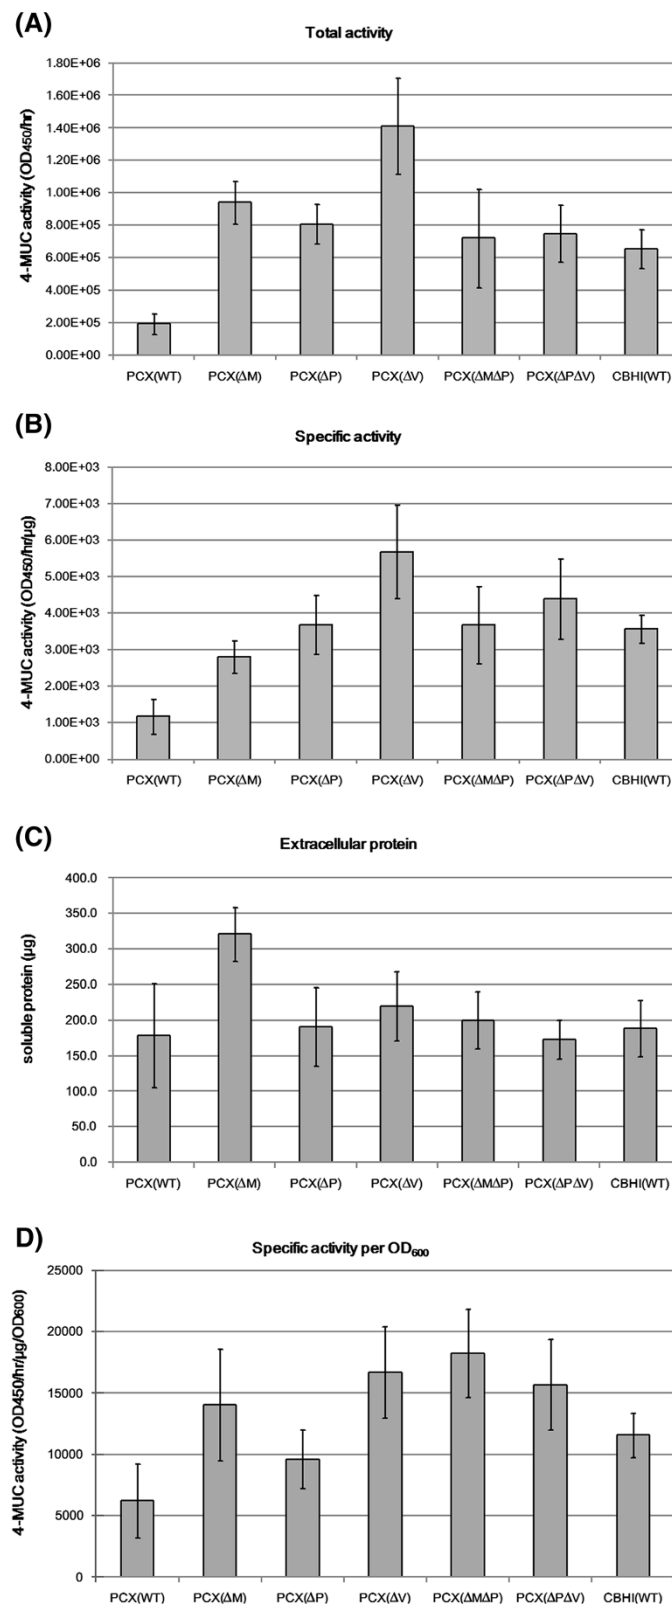 (A)
Total activity
4-MUC activity (OD450/hr)
1.80E+06
1.60E+06
1.40E+06
1.20E+06
1.00E+06
8.00E+05
6.00E+05
4.00E+05
2.00E+05
0.00E+00
PCX(WT) PCX(ΔM) PCX(ΔP) PCX(ΔV) PCX(ΔMΔP) PCX(ΔPΔV) CBHI(WT)
(B)
Specific activity
4-MUC activity (OD450/hr/µg)
8.00E+03
7.00E+03
6.00E+03
5.00E+03
4.00E+03
3.00E+03
2.00E+03
1.00E+03
0.00E+00
PCX(WT) PCX(ΔM) PCX(ΔP) PCX(ΔV) PCX(ΔMΔP) PCX(ΔPΔV) CBHI(WT)
(C)
Extracellular protein
soluble protein (µg)
400.0
350.0
300.0
250.0
200.0
150.0
100.0
50.0
0.0
PCX(WT) PCX(ΔM) PCX(ΔP) PCX(ΔV) PCX(ΔMΔP) PCX(ΔPΔV) CBHI(WT)
D)
Specific activity per OD600
4-MUC activity (OD450/hr/µg/OD600)
25000
20000
15000
10000
5000
0
PCX(WT) PCX(ΔM) PCX(ΔP) PCX(ΔV) PCX(ΔMΔP) PCX(ΔPΔV) CBHI(WT)